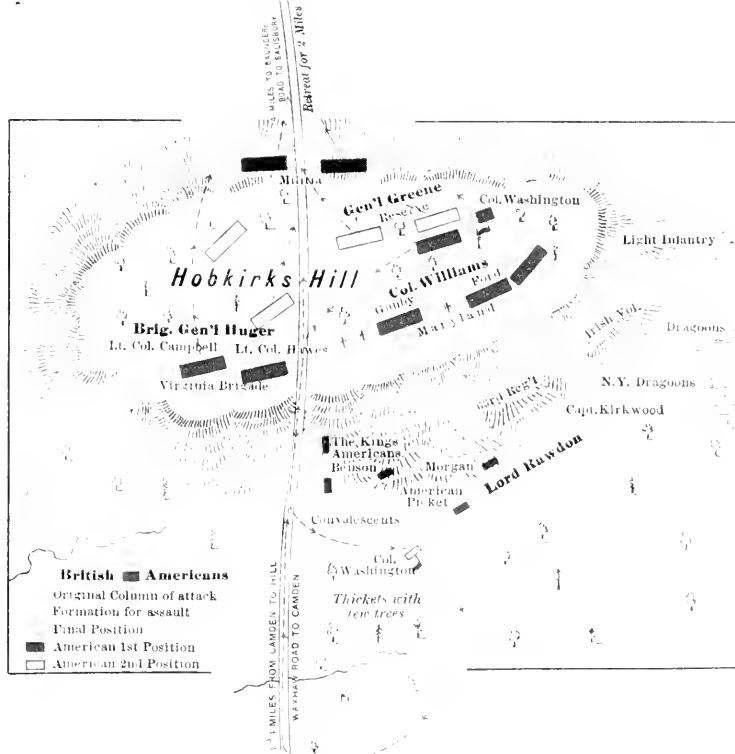 MILES TO SAUNDERS
ROAD TO SALISBURY
Retreat for 2 Miles
Militia
Gen'l Greene
Reserve
Col. Washington
Light Infantry
Hobkirks Hill
Col. Williams
Ford
Gunby
Maryland
Irish Vol.
Dragoons
Brig. Gen'l Huger
Lt. Col. Campbell
Lt. Col. Hawes
Virginia Brigade
N.Y. Dragoons
Reg't
Capt. Kirkwood
The Kings
Americans
Benson
Morgan
Lord Rawdon
American
Picket
Convalescents
Col.
Washington
Thickets with
few trees
British Americans
Original Column of attack
Formation for assault
Final Position
American 1st Position
American 2nd Position
MILES FROM CAMDEN TO HILL
WAXHAW ROAD TO CAMDEN